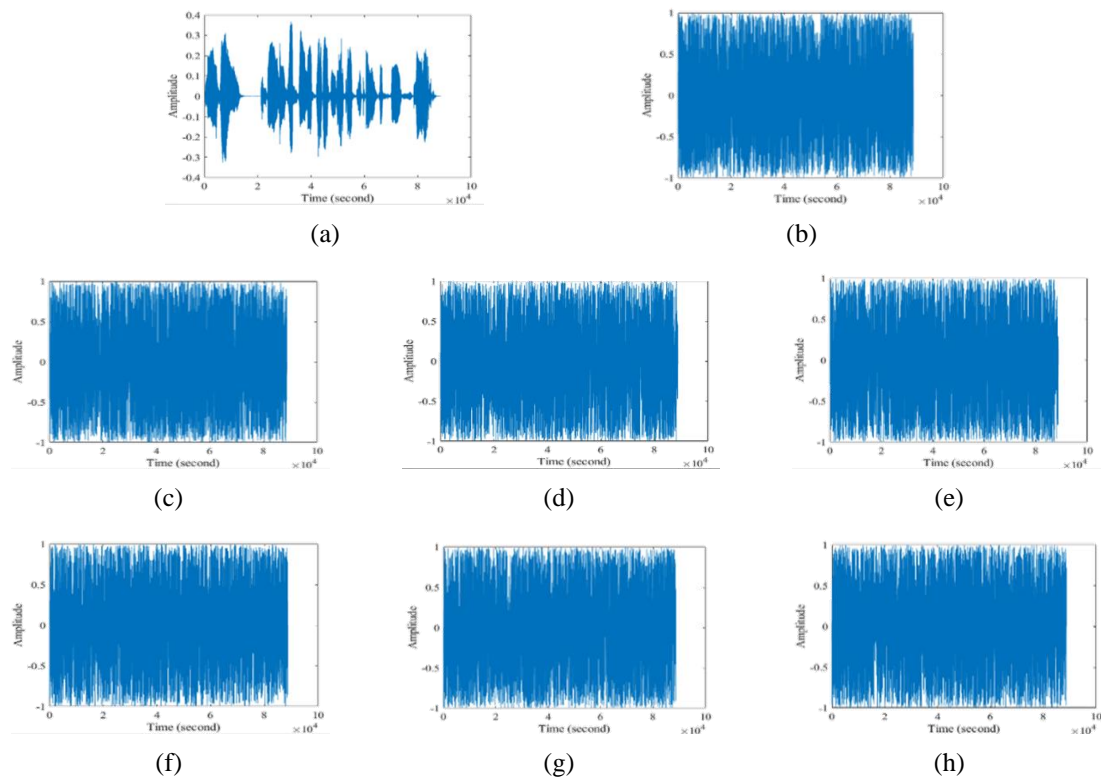 0.4
0.3
0.2
0.1
0
-0.1
-0.2
-0.3
-0.4
Amplitude
0 2 4 6 8 10
Time (second)
×10⁴
(a)
1
0.5
0
-0.5
-1
Amplitude
0 2 4 6 8 10
Time (second)
×10⁴
(b)
1
0.5
0
-0.5
-1
Amplitude
0 2 4 6 8 10
Time (second)
×10⁴
(c)
1
0.5
0
-0.5
-1
Amplitude
0 2 4 6 8 10
Time (second)
×10⁴
(d)
1
0.5
0
-0.5
-1
Amplitude
0 2 4 6 8 10
Time (second)
×10⁴
(e)
1
0.5
0
-0.5
-1
Amplitude
0 2 4 6 8 10
Time (second)
×10⁴
(f)
1
0.5
0
-0.5
-1
Amplitude
0 2 4 6 8 10
Time (second)
×10⁴
(g)
1
0.5
0
-0.5
-1
Amplitude
0 2 4 6 8 10
Time (second)
×10⁴
(h)